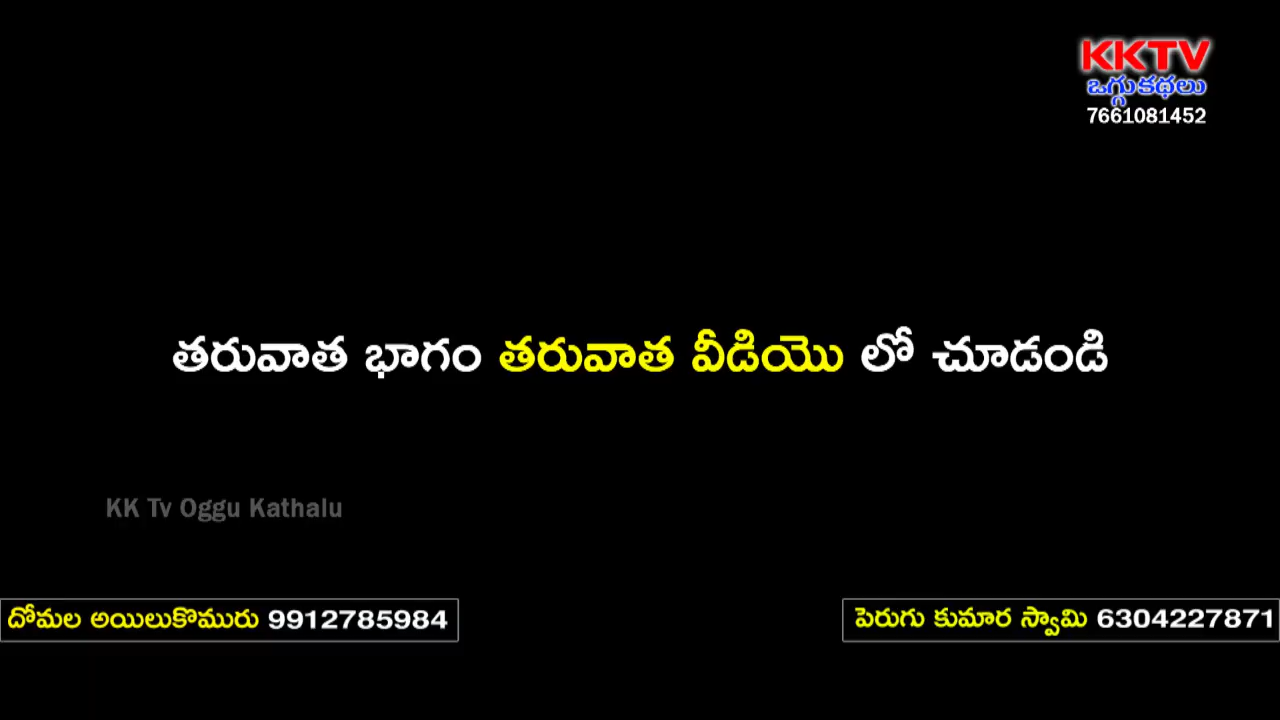 KKTV
ఒగ్గుకథలు
7661081452
తరువాత భాగం తరువాత వీడియొ లో చూడండి
KK Tv Oggu Kathalu
దోమల అయిలుకొమురు 9912785984
పెరుగు కుమార స్వామి 6304227871